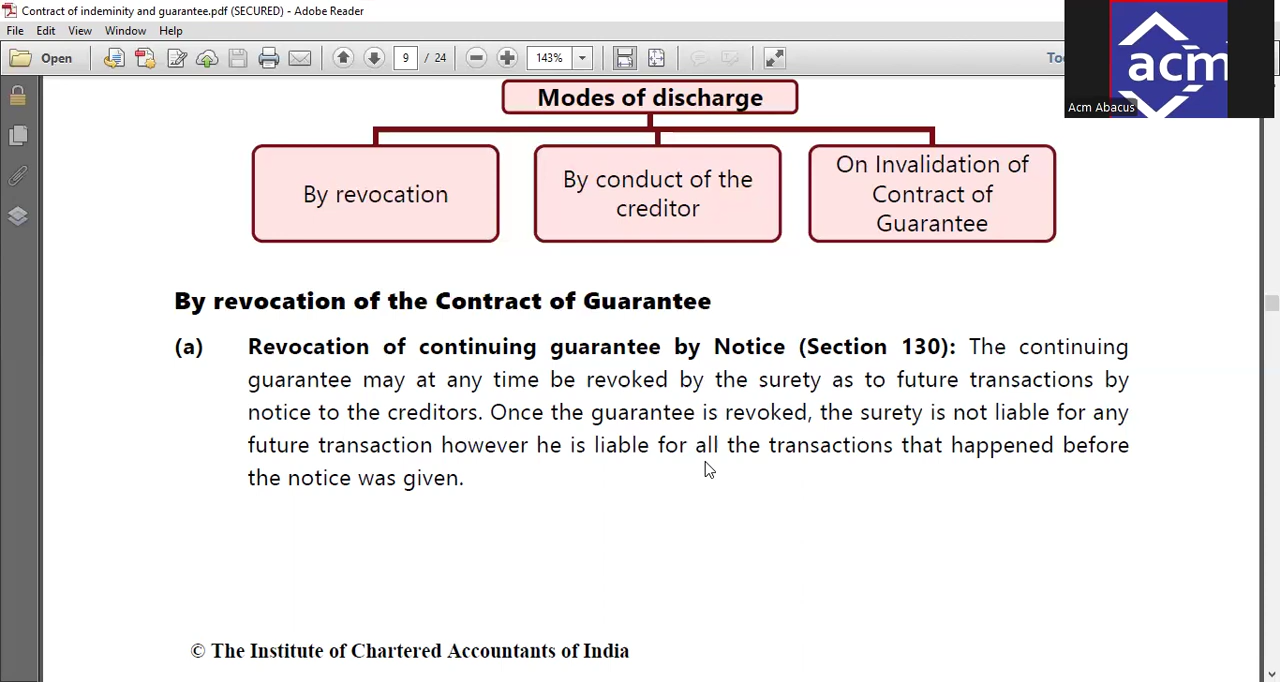 Contract of indeminity and guarantee.pdf (SECURED) - Adobe Reader
File Edit View Window Help
Open 9 / 24 143%
acm
Acm Abacus
Modes of discharge
By revocation
By conduct of the
creditor
On Invalidation of
Contract of
Guarantee
By revocation of the Contract of Guarantee
(a) Revocation of continuing guarantee by Notice (Section 130): The continuing
guarantee may at any time be revoked by the surety as to future transactions by
notice to the creditors. Once the guarantee is revoked, the surety is not liable for any
future transaction however he is liable for all the transactions that happened before
the notice was given.
© The Institute of Chartered Accountants of India